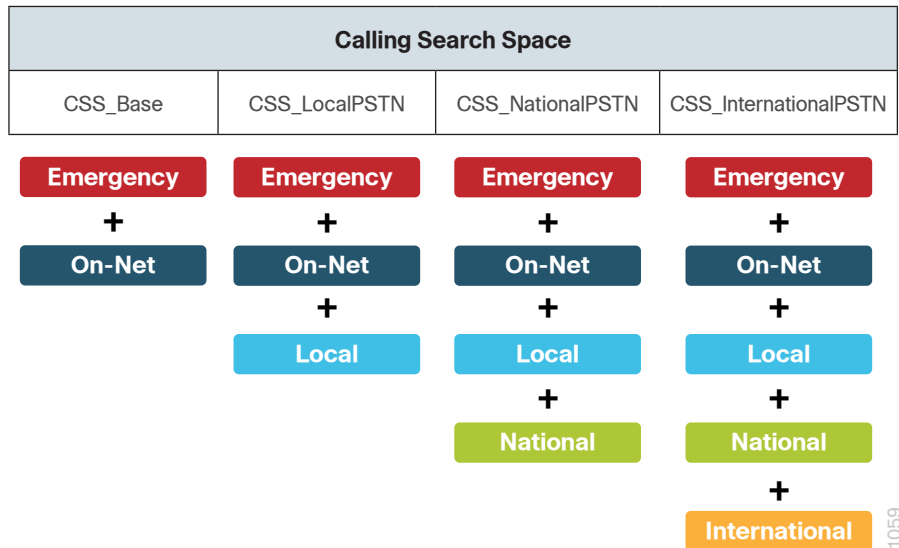 Calling Search Space
CSS_Base CSS_LocalPSTN CSS_NationalPSTN CSS_InternationalPSTN
Emergency Emergency Emergency Emergency
+ + + +
On-Net On-Net On-Net On-Net
+ + +
Local Local Local
+ +
National National
+
International
1059